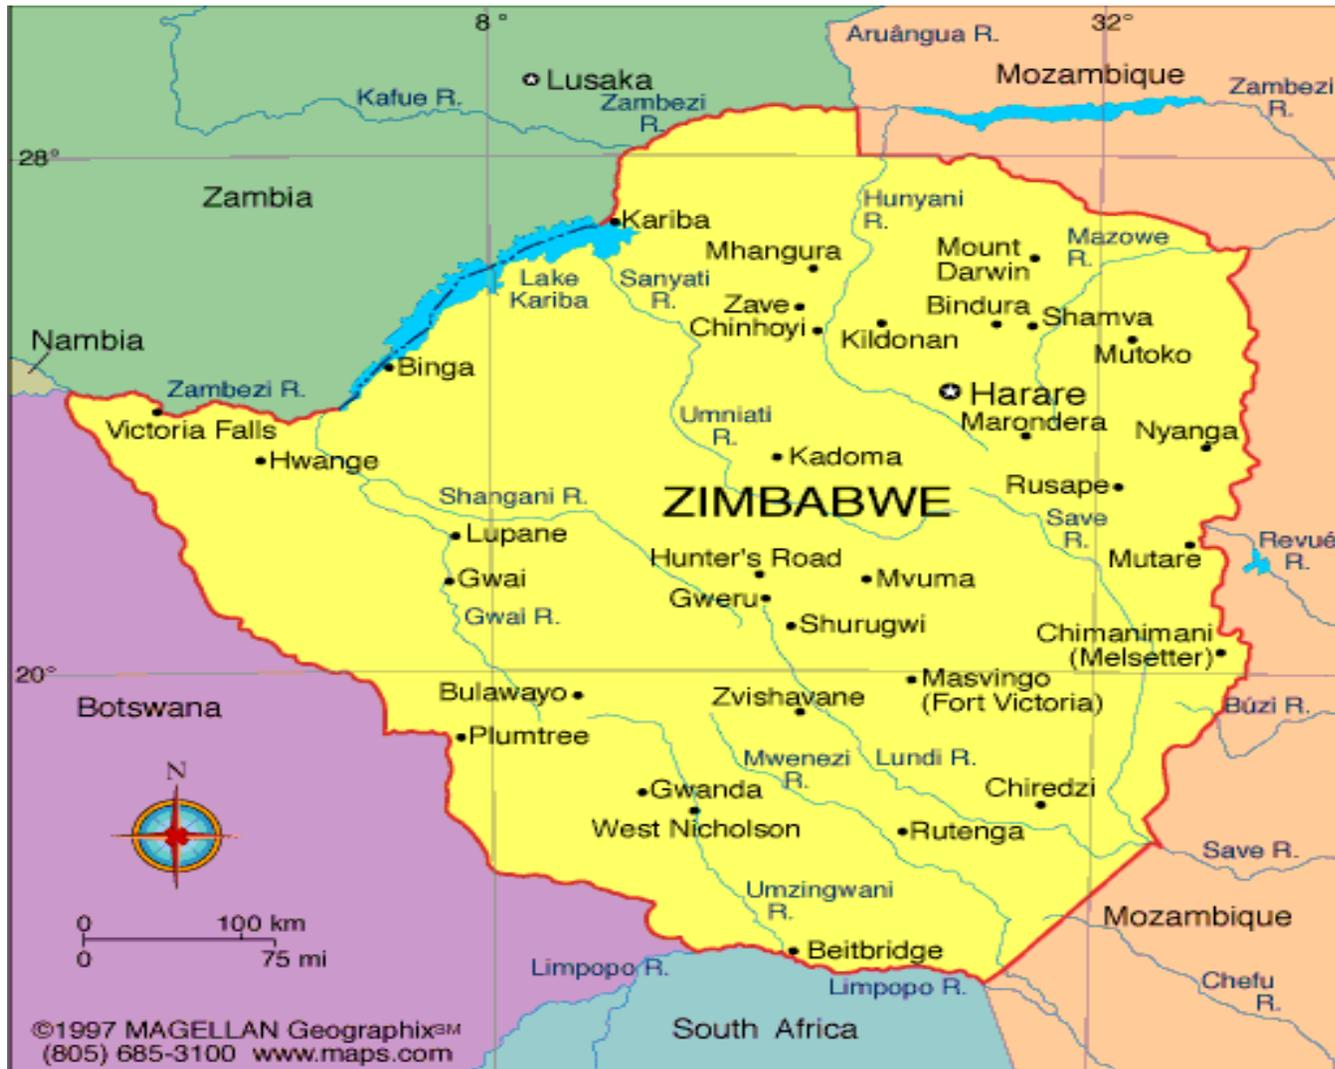 8°
32°
Aruângua R.
Lusaka
Mozambique
Kafue R.
Zambezi
R.
Zambezi
R.
28°
Zambia
Kariba
Hunyani
R.
Mhangura
Mount
Darwin
Mazowe
R.
Lake
Kariba
Sanyati
R.
Zave
Bindura
Chinhoyi
Shamva
Kildonan
Mutoko
Nambia
Binga
Zambezi R.
Harare
Victoria Falls
Umniati
R.
Marondera
Nyanga
Hwange
Kadoma
Rusape
Shangani R.
ZIMBABWE
Save
R.
Lupane
Mutare
Revué
R.
Hunter's Road
Gwai
Mvuma
Gweru
Gwai R.
Shurugwi
Chimanimani
(Melsetter)
20°
Masvingo
(Fort Victoria)
Bulawayo
Zvishavane
Botswana
Búzi R.
Plumtree
Mwenezi
R.
Lundi R.
N
Gwanda
Chiredzi
West Nicholson
Rutenga
Save R.
Umzingwani
R.
Mozambique
0 100 km
0 75 mi
Beitbridge
Limpopo R.
Limpopo R.
Chefu
R.
South Africa
©1997 MAGELLAN Geographix℠
(805) 685-3100 www.maps.com